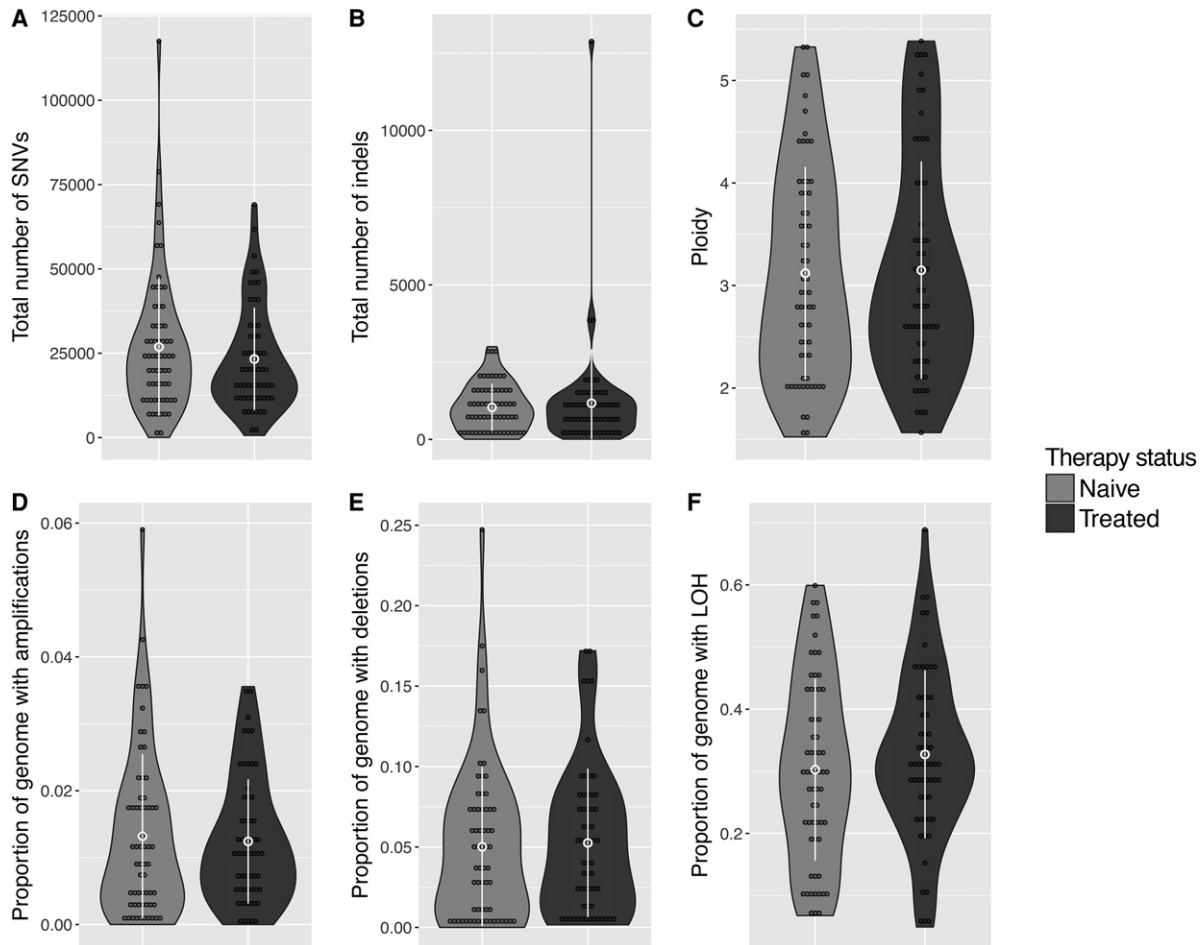 A
Total number of SNVs
125000
100000
75000
50000
25000
0
B
Total number of indels
10000
5000
0
C
Ploidy
5
4
3
2
Therapy status
Naive
Treated
D
Proportion of genome with amplifications
0.06
0.04
0.02
0.00
E
Proportion of genome with deletions
0.25
0.20
0.15
0.10
0.05
0.00
F
Proportion of genome with LOH
0.6
0.4
0.2